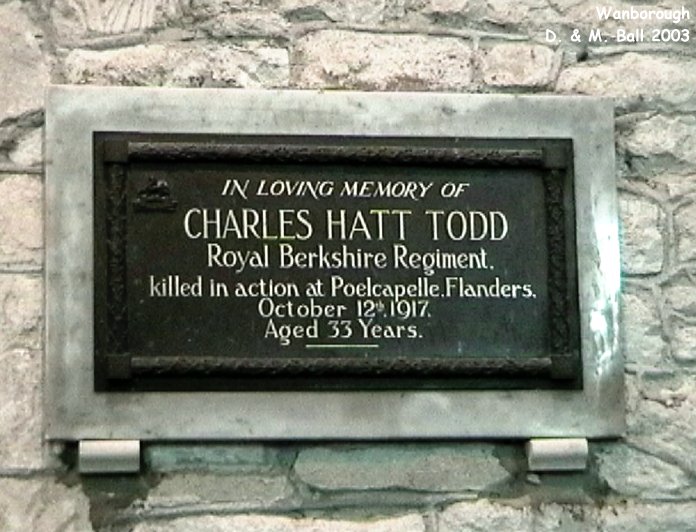 Wanborough
D. & M. Ball 2003
IN LOVING MEMORY OF
CHARLES HATT TODD
Royal Berkshire Regiment.
killed in action at Poelcapelle. Flanders.
October 12th. 1917.
Aged 33 Years.